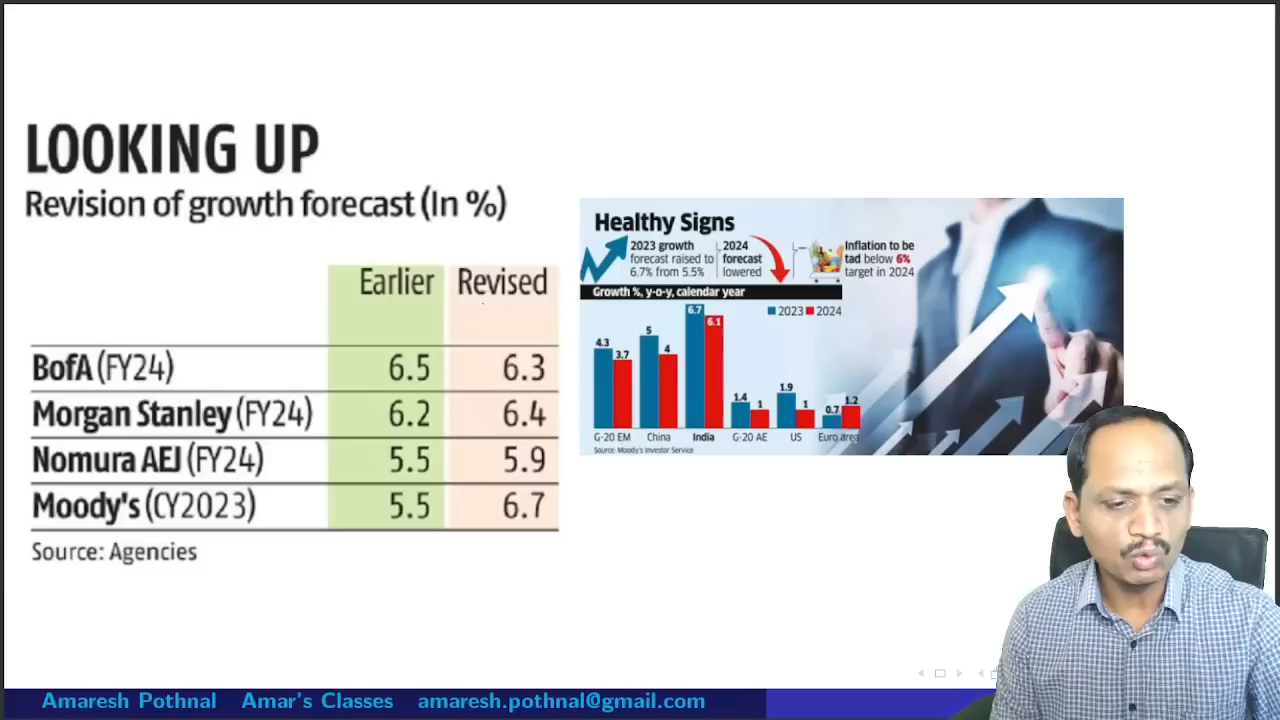 LOOKING UP
Revision of growth forecast (In %)
Earlier Revised
BofA (FY24) 6.5 6.3
Morgan Stanley (FY24) 6.2 6.4
Nomura AEJ (FY24) 5.5 5.9
Moody's (CY2023) 5.5 6.7
Source: Agencies
Healthy Signs
2023 growth
forecast raised to
6.7% from 5.5%
2024
forecast
lowered
Inflation to be
tad below 6%
target in 2024
Growth %, y-o-y, calendar year
2023 2024
4.3 3.7 5 4 6.7 6.1 1.4 1 1.9 1 0.7 1.2
G-20 EM China India G-20 AE US Euro area
Source: Moody's Investor Service
Amaresh Pothnal Amar's Classes amaresh.pothnal@gmail.com